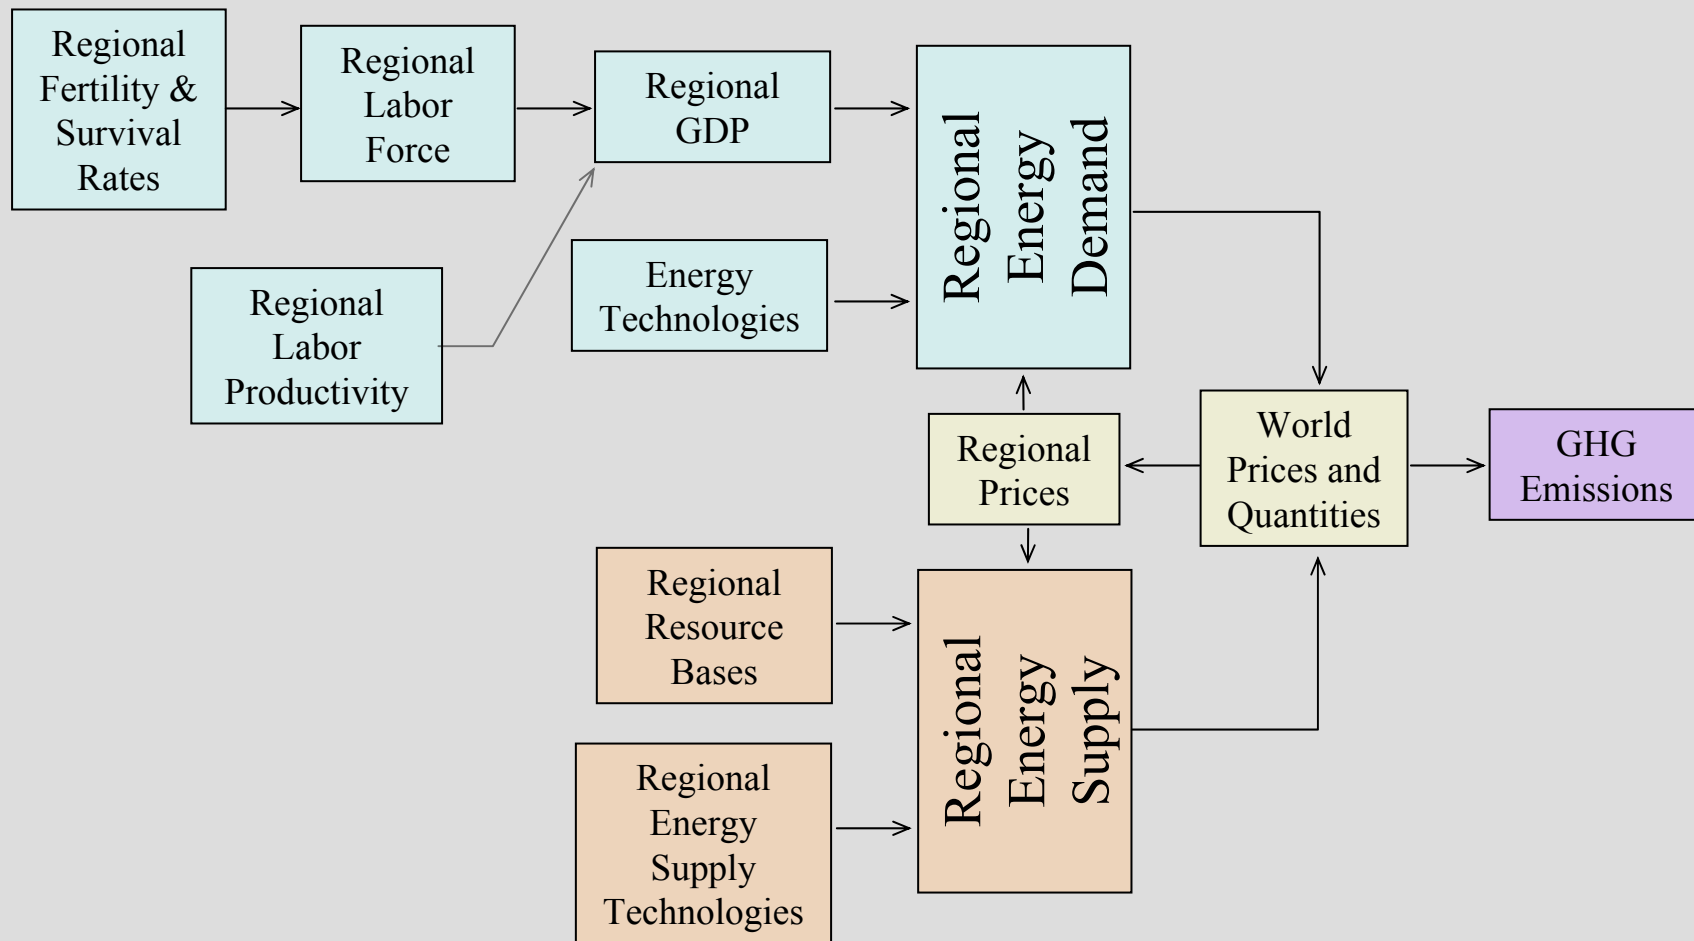 Regional
Fertility &
Survival
Rates
Regional
Labor
Force
Regional
GDP
Regional
Energy
Demand
Regional
Labor
Productivity
Energy
Technologies
Regional
Prices
World
Prices and
Quantities
GHG
Emissions
Regional
Resource
Bases
Regional
Energy
Supply
Regional
Energy
Supply
Technologies